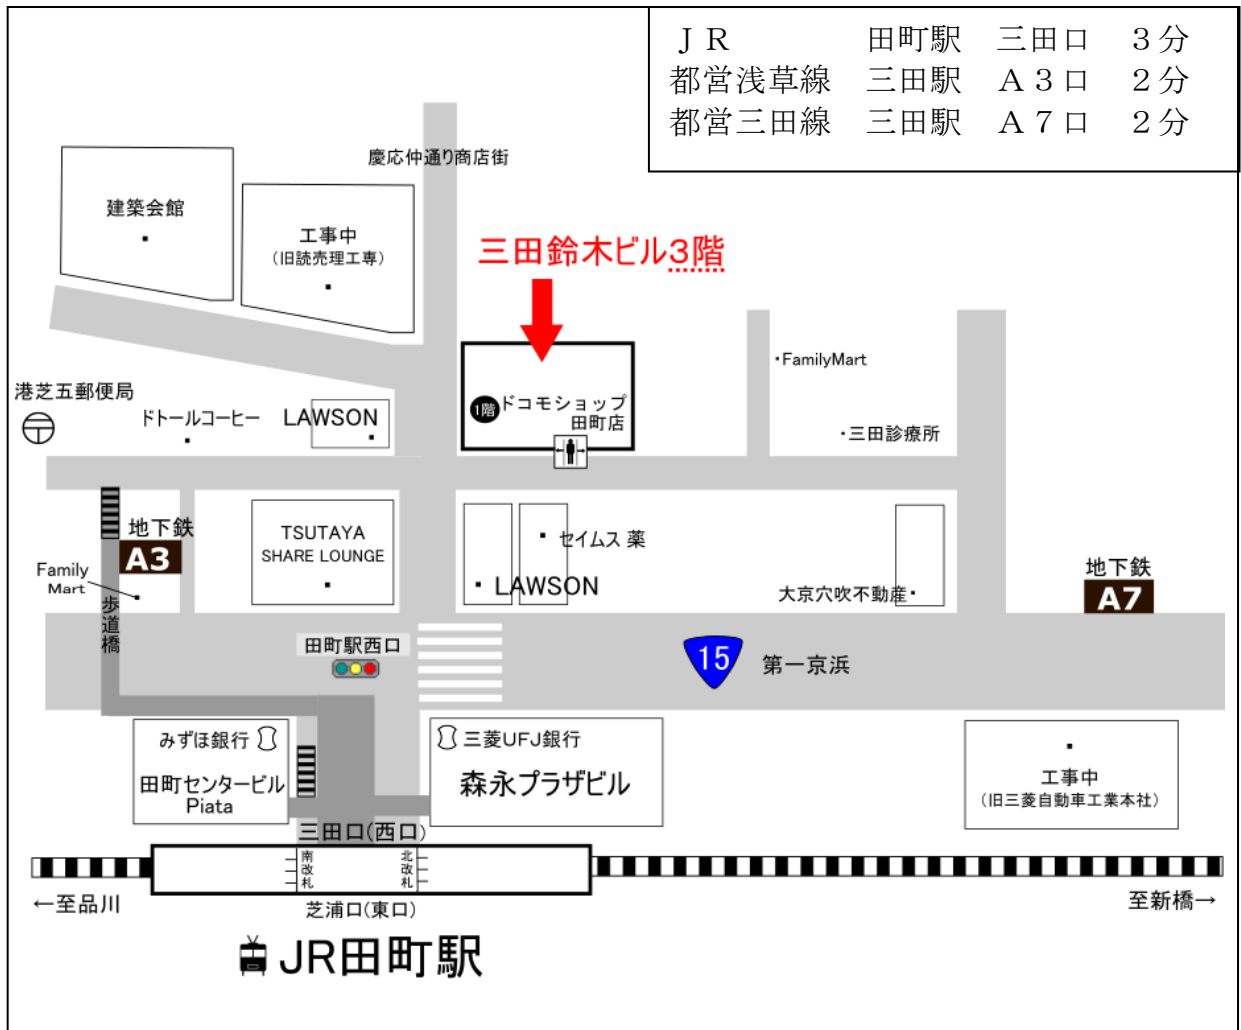 ＪＲ　田町駅　三田口　３分
都営浅草線　三田駅　Ａ３口　２分
都営三田線　三田駅　Ａ７口　２分
慶応仲通り商店街
建築会館
工事中
（旧読売理工専）
三田鈴木ビル3階
FamilyMart
港芝五郵便局
ドトールコーヒー
LAWSON
1階
ドコモショップ
田町店
三田診療所
地下鉄
A3
TSUTAYA
SHARE LOUNGE
セイムス 薬
LAWSON
大京穴吹不動産
地下鉄
A7
Family
Mart
歩道橋
田町駅西口
15
第一京浜
みずほ銀行
田町センタービル
Piata
三菱UFJ銀行
森永プラザビル
工事中
（旧三菱自動車工業本社）
三田口(西口)
南改札
北改札
←至品川
芝浦口(東口)
至新橋→
JR田町駅